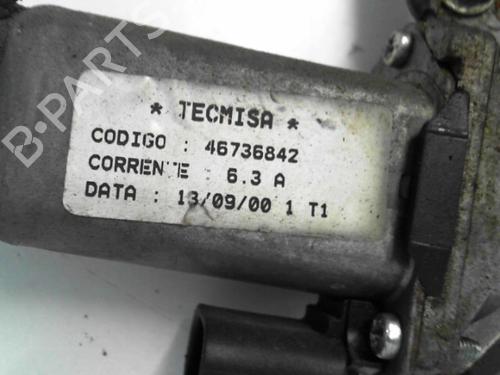 * TECMISA *
CODIGO : 46736842
CORRENTE : 6.3 A
DATA : 13/09/00 1 T1
B-PARTS